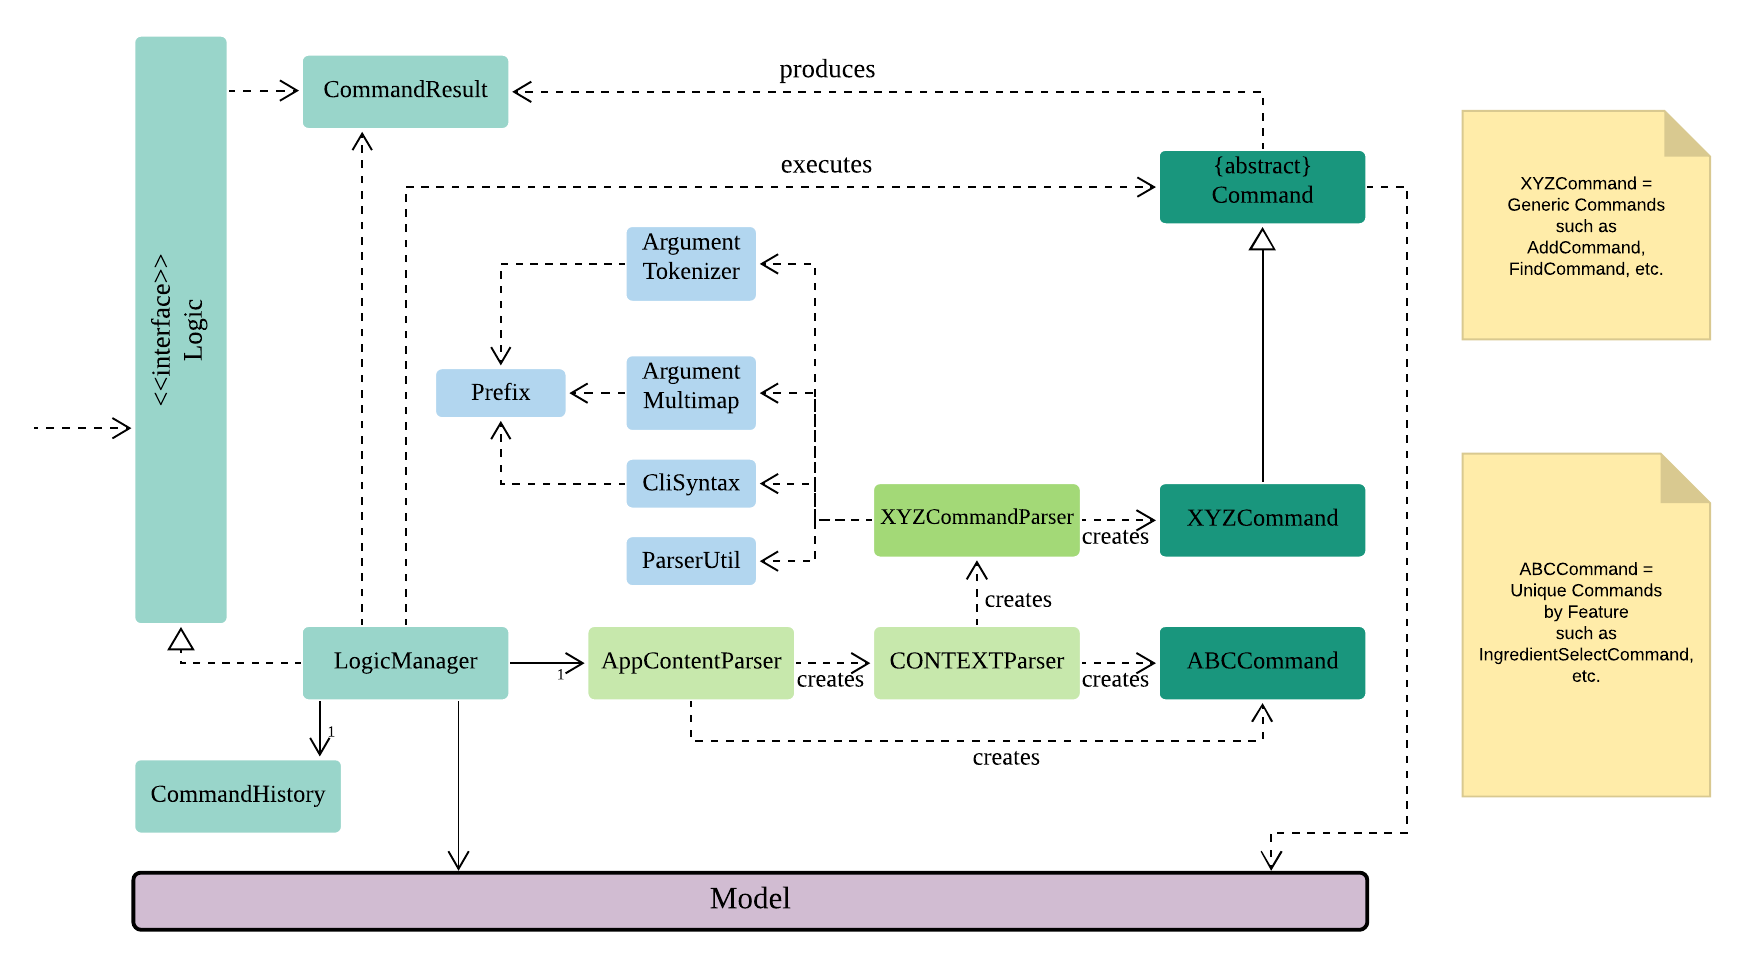 produces
CommandResult
executes
{abstract}
Command
<<interface>>
Logic
Argument
Tokenizer
Prefix
Argument
Multimap
CliSyntax
ParserUtil
XYZCommandParser
creates
XYZCommand
creates
LogicManager
1
AppContentParser
creates
CONTEXTParser
creates
ABCCommand
creates
1
CommandHistory
Model
XYZCommand =
Generic Commands
such as
AddCommand,
FindCommand, etc.
ABCCommand =
Unique Commands
by Feature
such as
IngredientSelectCommand,
etc.